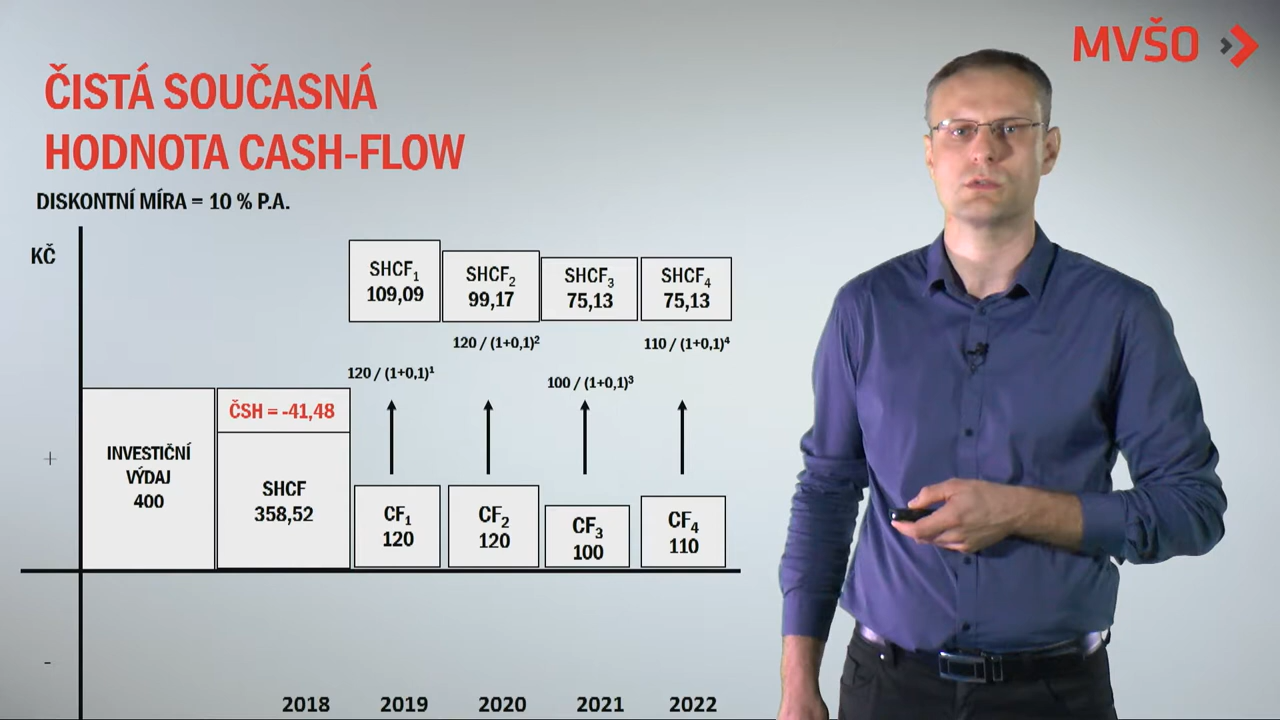 MVŠO
ČISTÁ SOUČASNÁ
HODNOTA CASH-FLOW
DISKONTNÍ MÍRA = 10 % P.A.
KČ
SHCF₁
109,09
SHCF₂
99,17
SHCF₃
75,13
SHCF₄
75,13
120 / (1+0,1)¹
120 / (1+0,1)²
100 / (1+0,1)³
110 / (1+0,1)⁴
+
INVESTIČNÍ
VÝDAJ
400
ČSH = -41,48
SHCF
358,52
CF₁
120
CF₂
120
CF₃
100
CF₄
110
-
2018 2019 2020 2021 2022